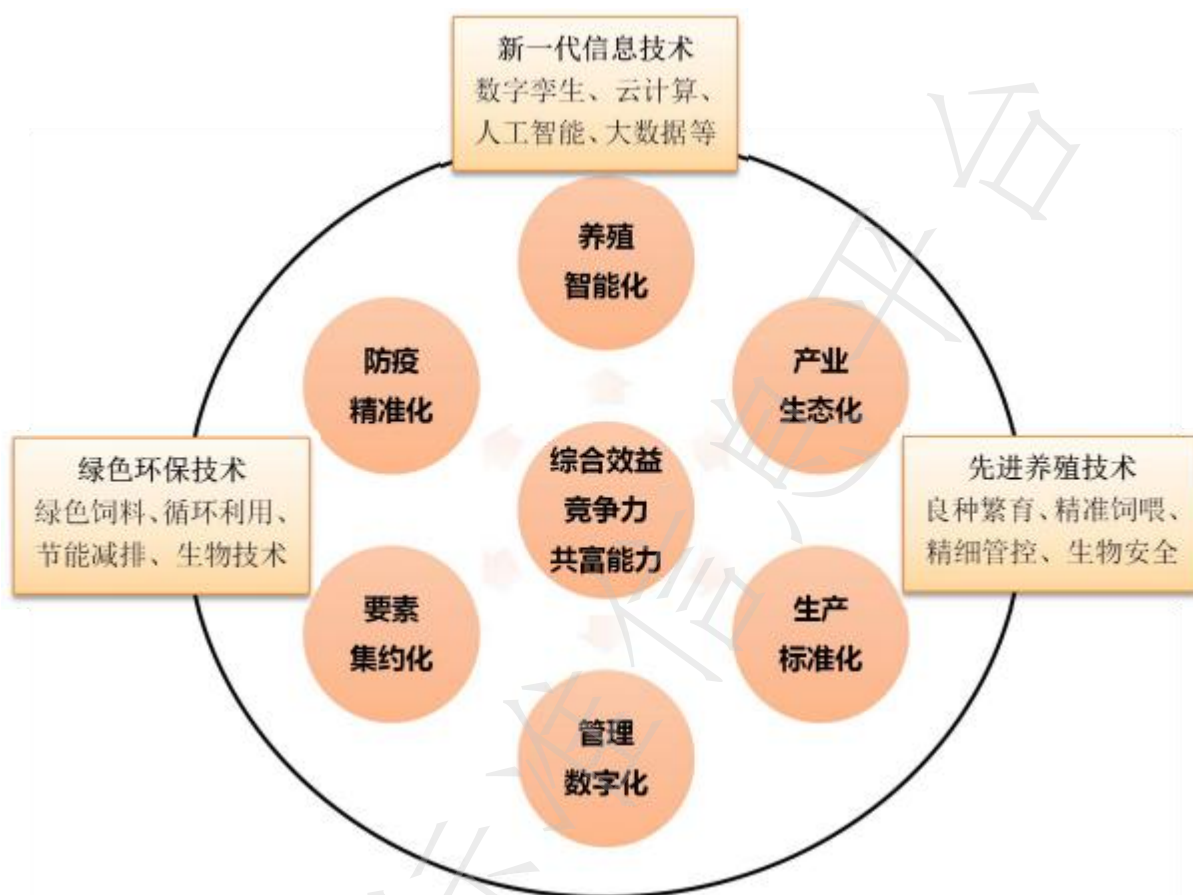 新一代信息技术
数字孪生、云计算、
人工智能、大数据等
养殖
智能化
防疫
精准化
产业
生态化
绿色环保技术
绿色饲料、循环利用、
节能减排、生物技术
综合效益
竞争力
共富能力
先进养殖技术
良种繁育、精准饲喂、
精细管控、生物安全
要素
集约化
生产
标准化
管理
数字化